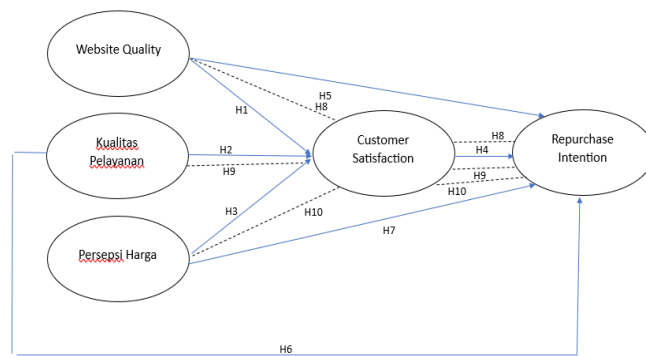 Website Quality
H5
H8
H1
Kualitas
Pelayanan
H2
H9
Customer
Satisfaction
H8
H4
H9
H10
Repurchase
Intention
H3
H10
Persepsi Harga
H7
H6